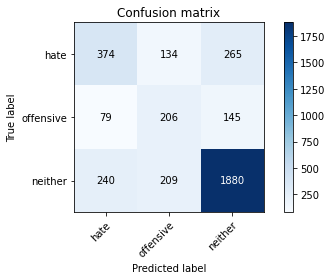 Confusion matrix
True label
hate 374 134 265
offensive 79 206 145
neither 240 209 1880
hate offensive neither
Predicted label
1750
1500
1250
1000
750
500
250